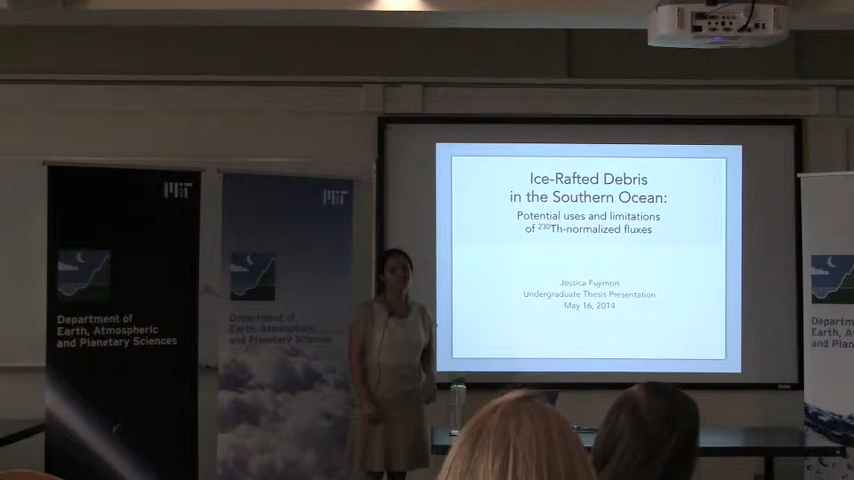 Ice-Rafted Debris
in the Southern Ocean:
Potential uses and limitations
of ²³⁰Th-normalized fluxes
Jessica Fujimori
Undergraduate Thesis Presentation
May 16, 2014
MIT
Department of
Earth, Atmospheric
and Planetary Sciences
MIT
Department of
Earth, Atmospheric
and Planetary Sciences
Department
Earth, A
and Plan